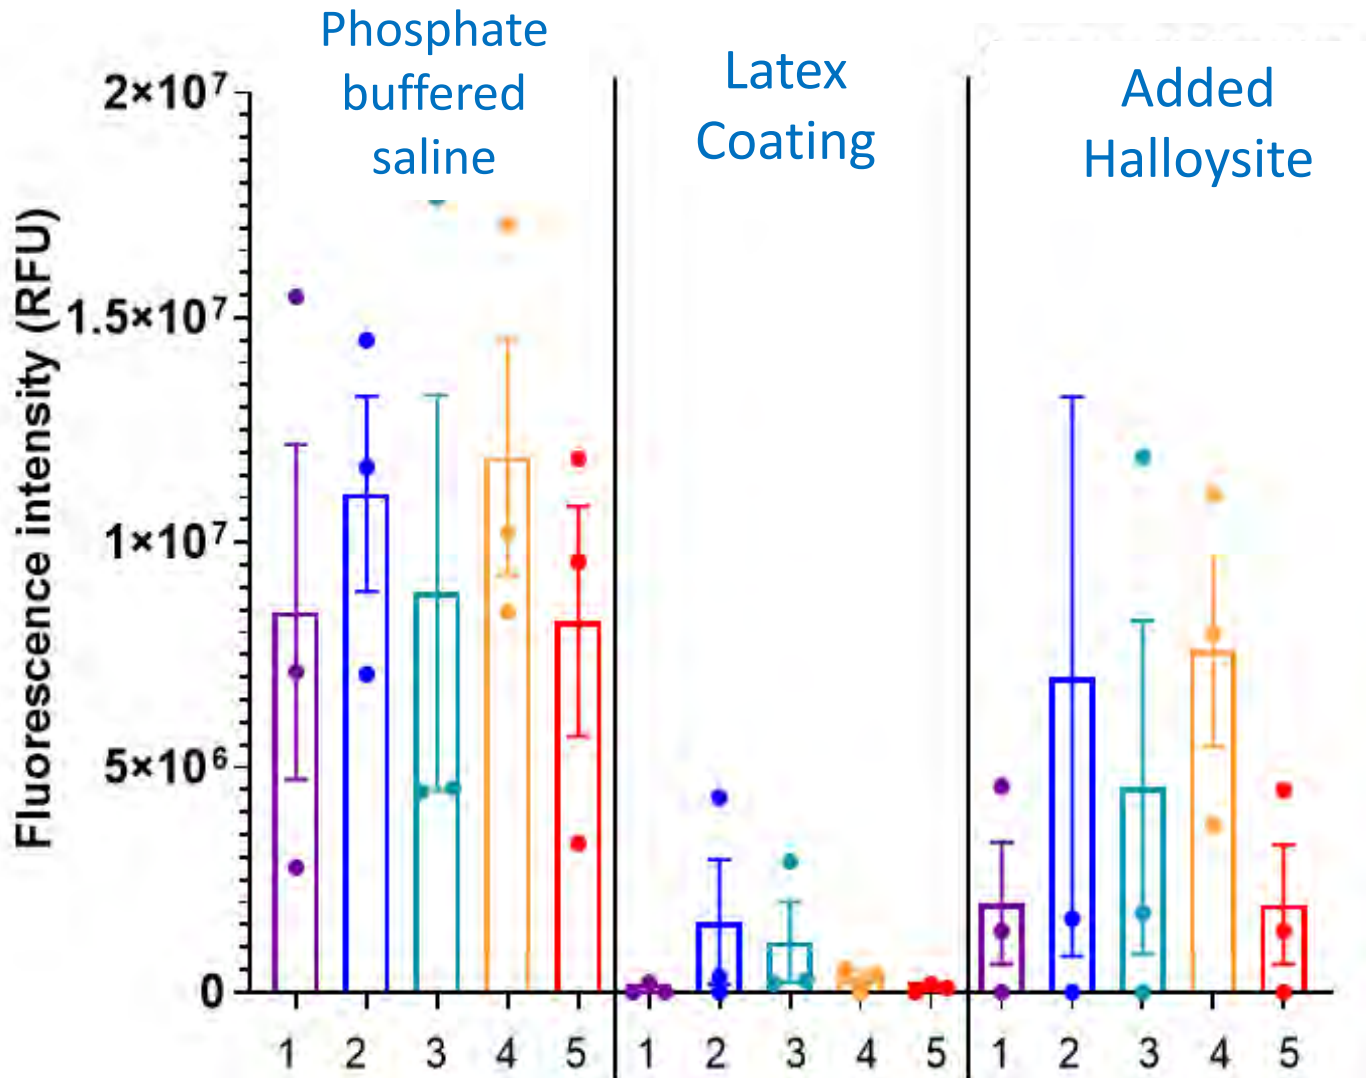 Phosphate
buffered
saline
Latex
Coating
Added
Halloysite
Fluorescence intensity (RFU)
2×10⁷
1.5×10⁷
1×10⁷
5×10⁶
0
1 2 3 4 5 1 2 3 4 5 1 2 3 4 5